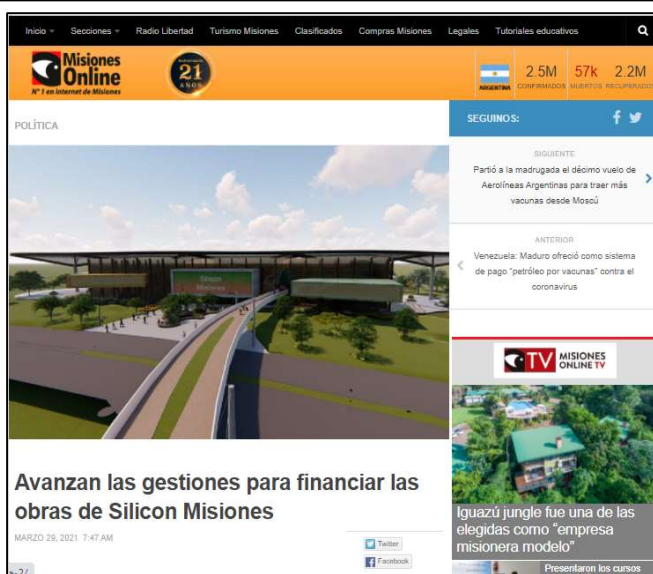 Inicio Secciones Radio Libertad Turismo Misiones Clasificados Compras Misiones Legales Tutoriales educativos
Misiones
Online
N° 1 en internet de Misiones
21
AÑOS
ARGENTINA
2.5M
CONFIRMADOS
57k
MUERTOS
2.2M
RECUPERADOS
POLÍTICA
Silicon
Misiones
Avanzan las gestiones para financiar las
obras de Silicon Misiones
MARZO 29, 2021 7:47 AM
Twitter
Facebook
SEGUINOS:
SIGUIENTE
Partió a la madrugada el décimo vuelo de
Aerolíneas Argentinas para traer más
vacunas desde Moscú
ANTERIOR
Venezuela: Maduro ofreció como sistema
de pago "petróleo por vacunas" contra el
coronavirus
TV MISIONES
ONLINE TV
Iguazú jungle fue una de las
elegidas como "empresa
misionera modelo"
Presentaron los cursos